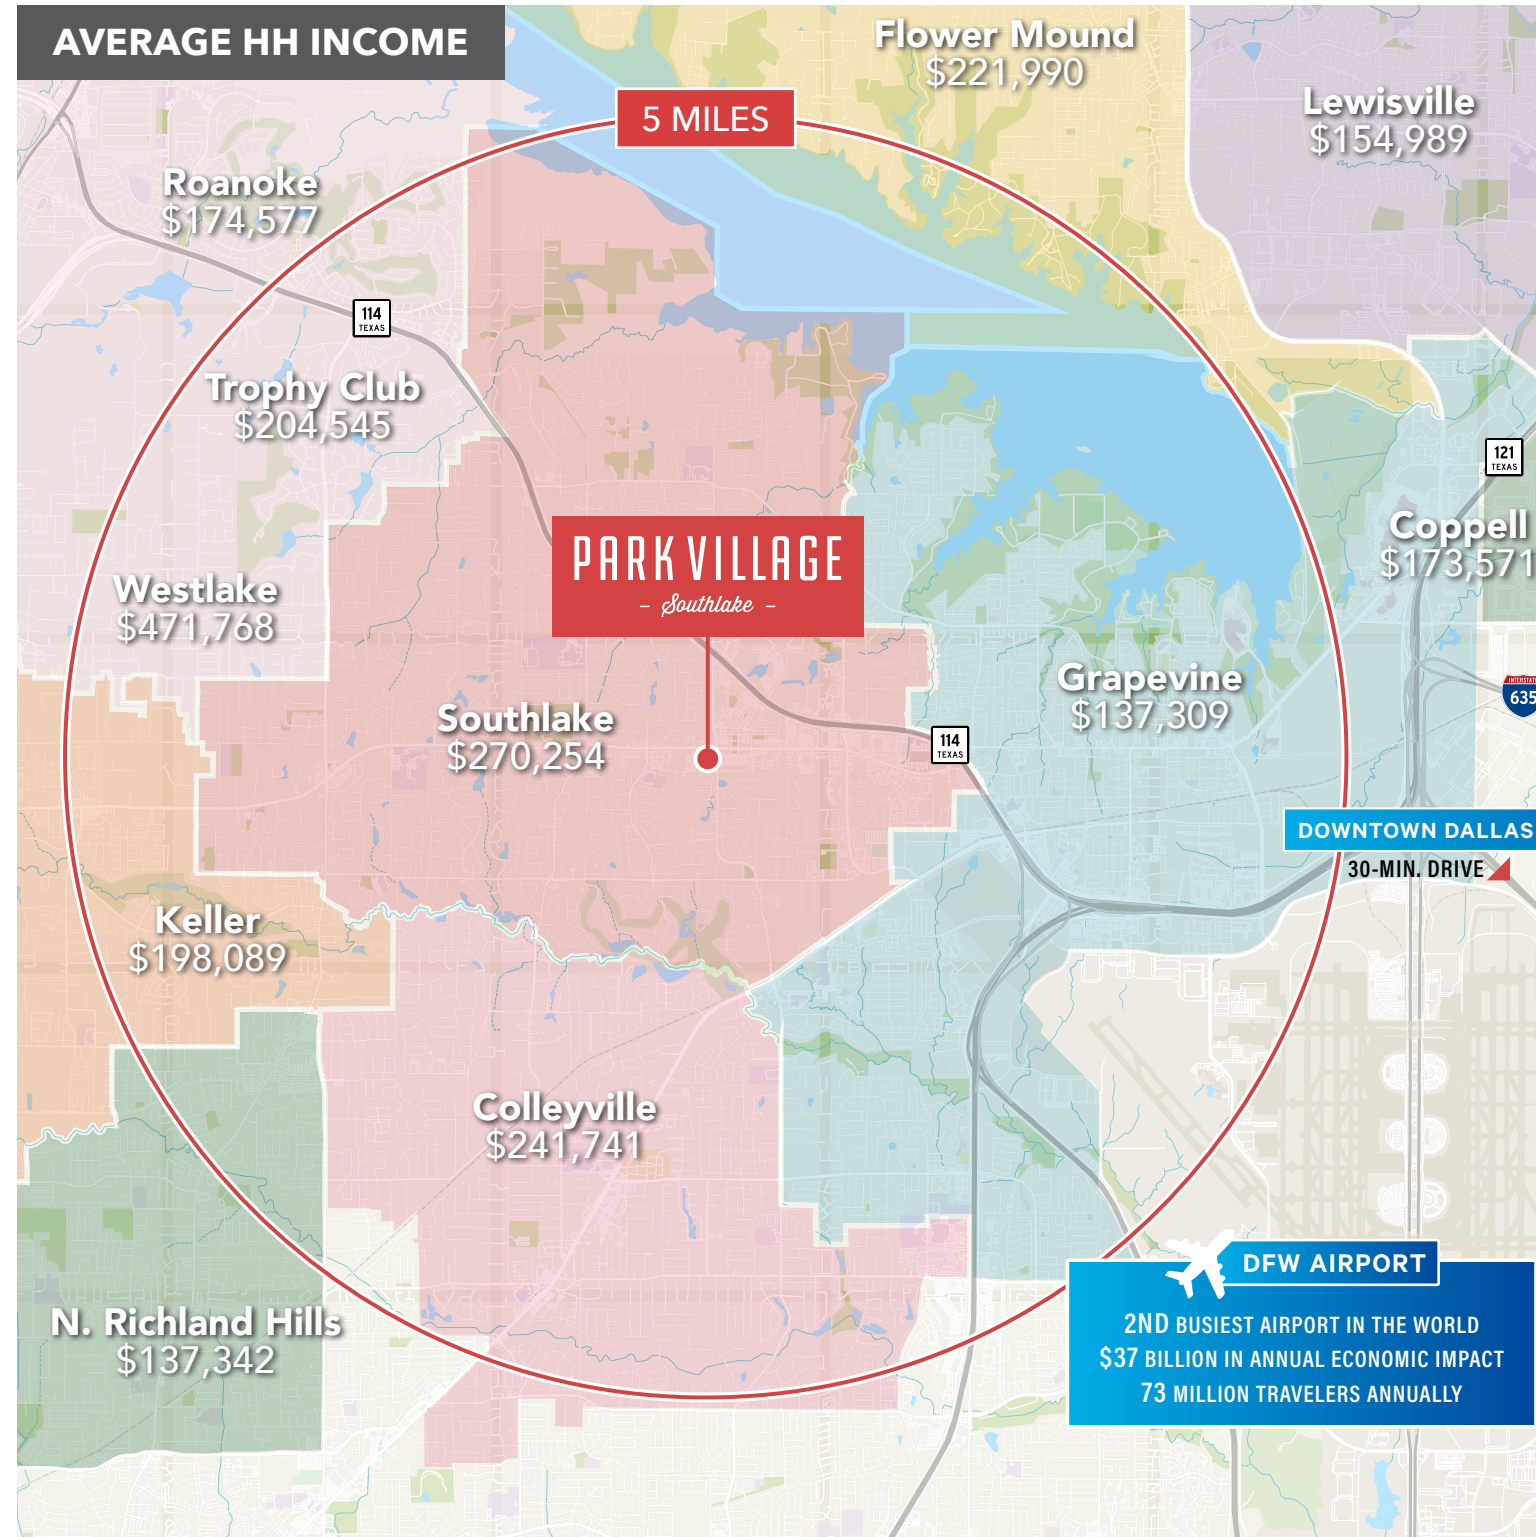 AVERAGE HH INCOME
Flower Mound
$221,990
Lewisville
$154,989
5 MILES
Roanoke
$174,577
114
TEXAS
Trophy Club
$204,545
121
TEXAS
Coppell
$173,571
PARK VILLAGE
– Southlake –
Westlake
$471,768
Grapevine
$137,309
INTERSTATE
635
Southlake
$270,254
114
TEXAS
DOWNTOWN DALLAS
30-MIN. DRIVE
Keller
$198,089
Colleyville
$241,741
DFW AIRPORT
N. Richland Hills
$137,342
2ND BUSIEST AIRPORT IN THE WORLD
$37 BILLION IN ANNUAL ECONOMIC IMPACT
73 MILLION TRAVELERS ANNUALLY